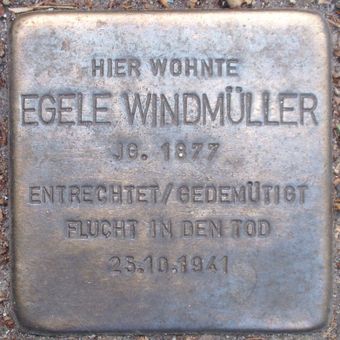 HIER WOHNTE
EGELE WINDMÜLLER
JG. 1877
ENTRECHTET/GEDEMÜTIGT
FLUCHT IN DEN TOD
25.10.1941